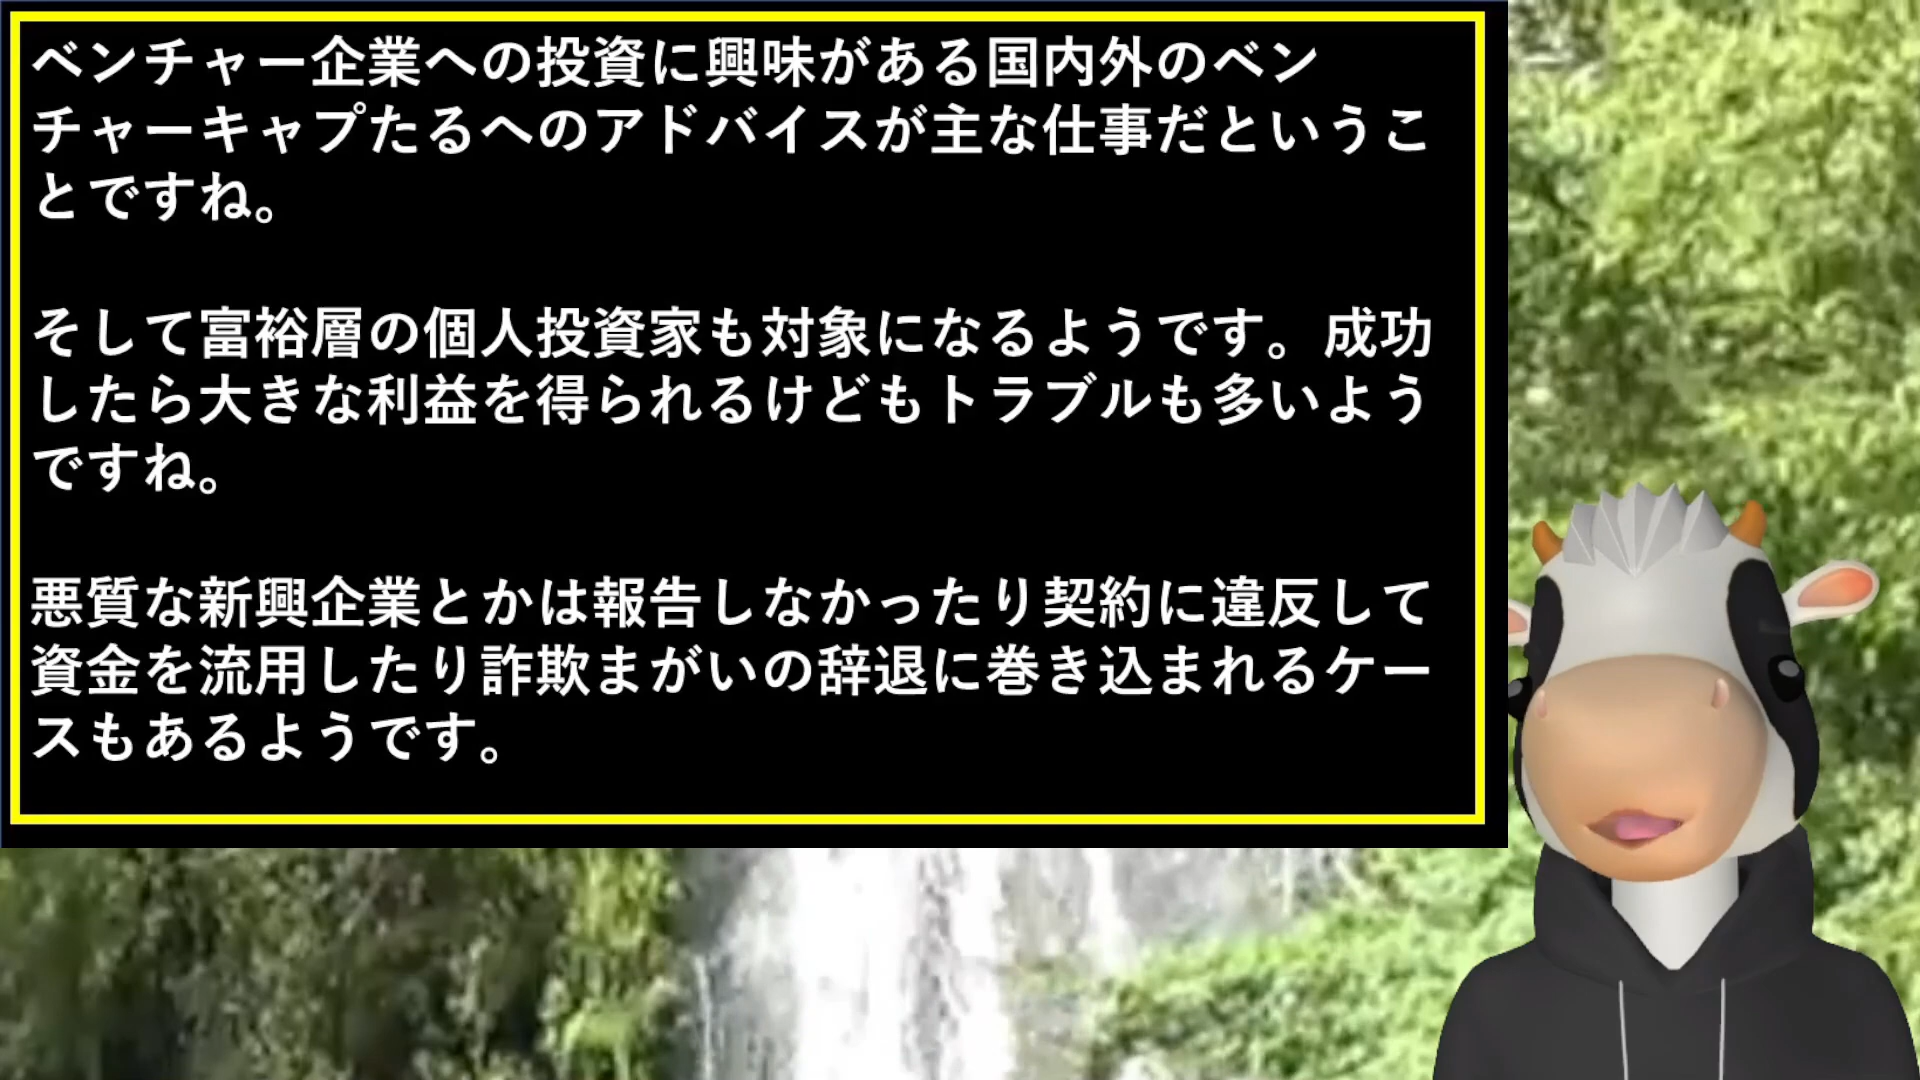 ベンチャー企業への投資に興味がある国内外のベン
チャーキャプたるへのアドバイスが主な仕事だというこ
とですね。
そして富裕層の個人投資家も対象になるようです。成功
したら大きな利益を得られるけどもトラブルも多いよう
ですね。
悪質な新興企業とかは報告しなかったり契約に違反して
資金を流用したり詐欺まがいの辞退に巻き込まれるケー
スもあるようです。